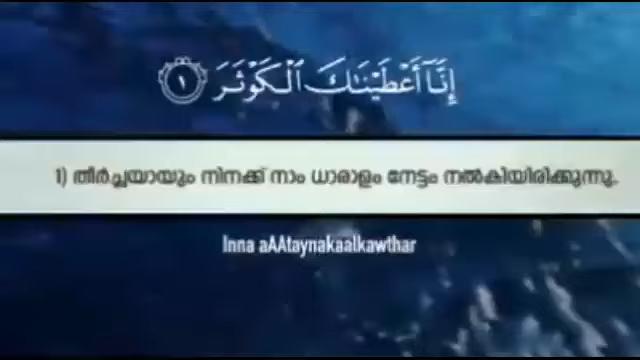 إِنَّآ أَعْطَيْنَـٰكَ ٱلْكَوْثَرَ ١
1) തീർച്ചയായും നിനക്ക് നാം ധാരാളം നേട്ടം നൽകിയിരിക്കുന്നു.
Inna aAAtaynakaalkawthar